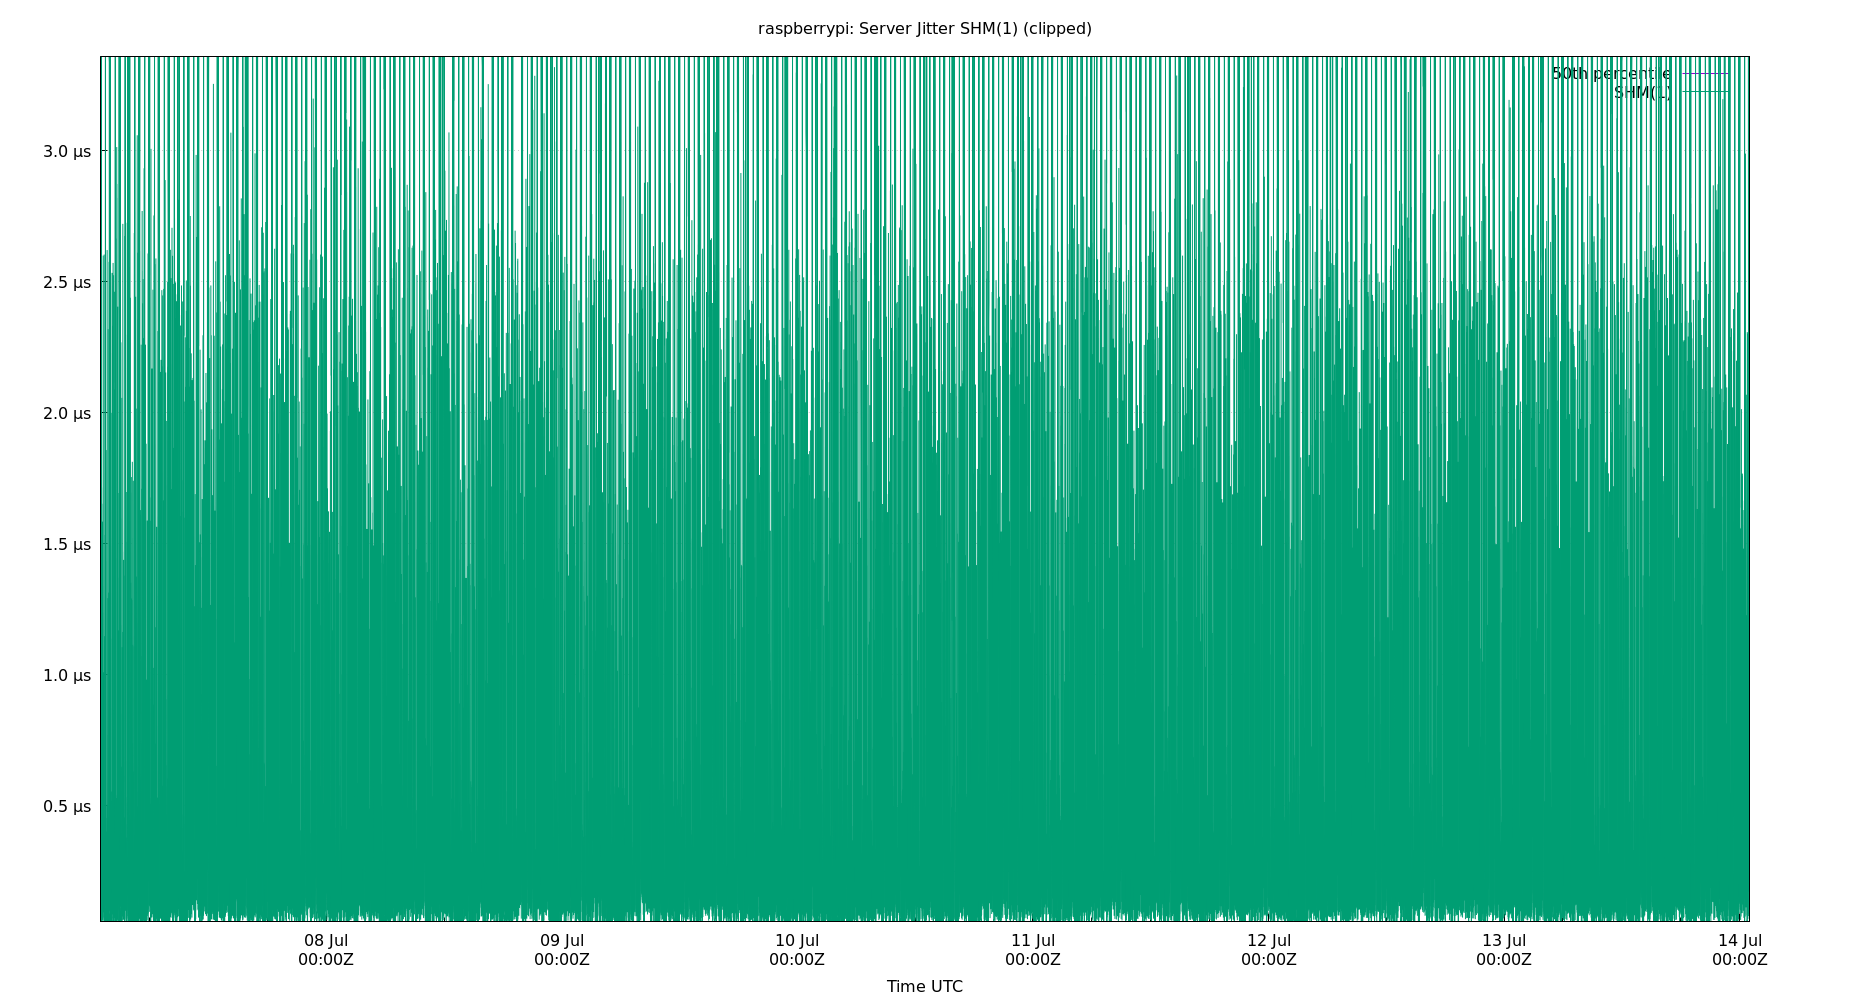 raspberrypi: Server Jitter SHM(1) (clipped)
50th percentile
SHM(1)
3.0 µs
2.5 µs
2.0 µs
1.5 µs
1.0 µs
0.5 µs
08 Jul 09 Jul 10 Jul 11 Jul 12 Jul 13 Jul 14 Jul
00:00Z 00:00Z 00:00Z 00:00Z 00:00Z 00:00Z 00:00Z
Time UTC